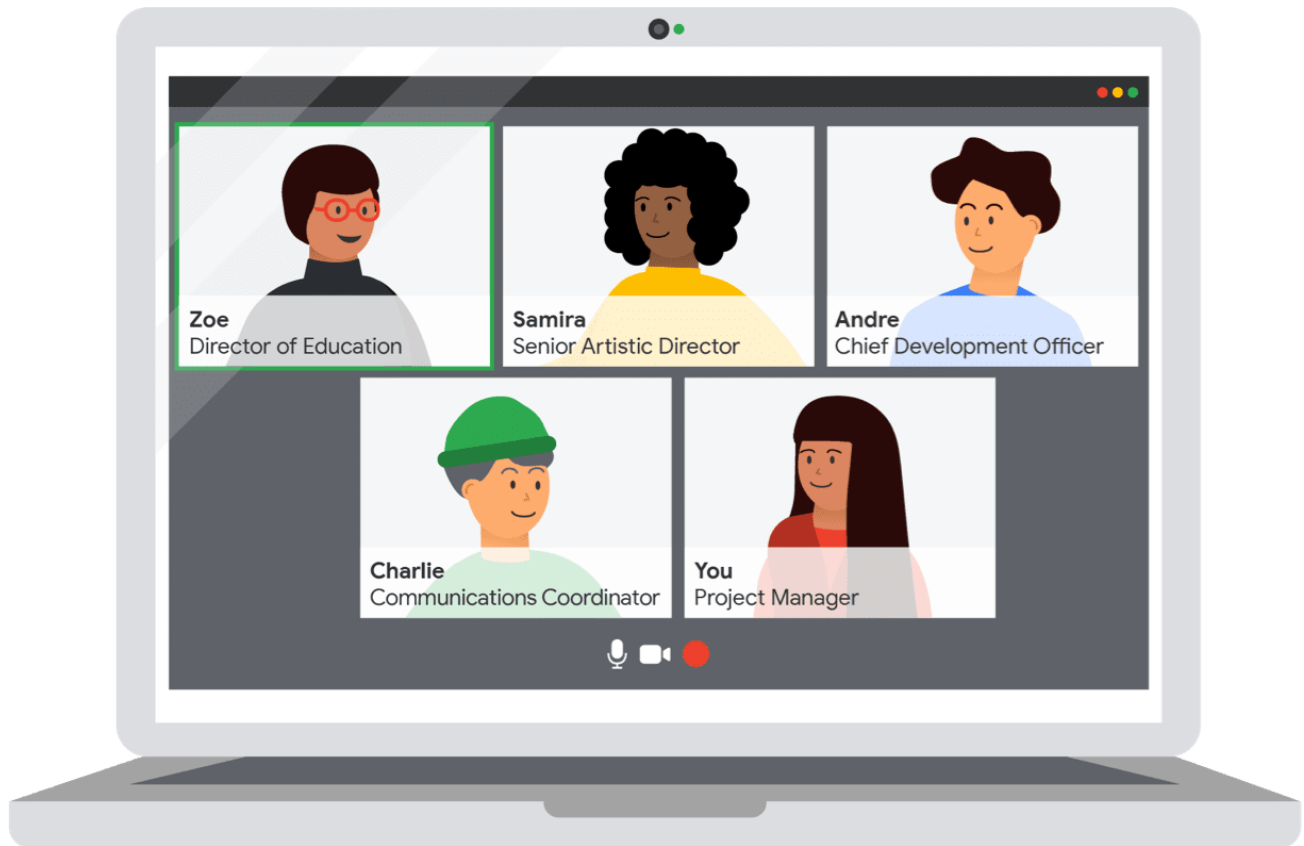 Zoe
Director of Education
Samira
Senior Artistic Director
Andre
Chief Development Officer
Charlie
Communications Coordinator
You
Project Manager